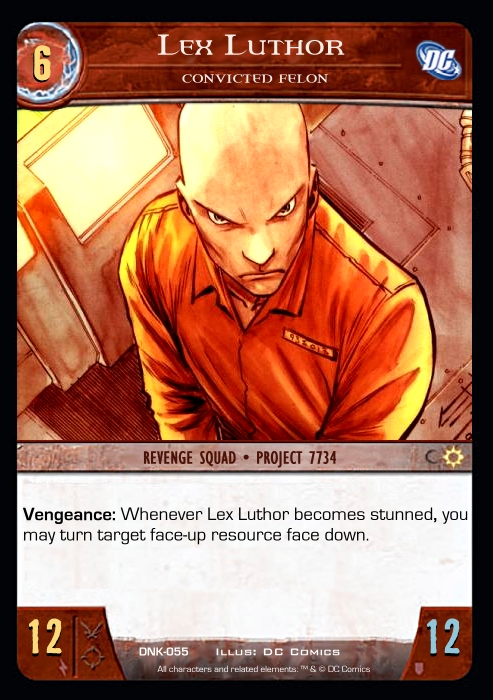 6
LEX LUTHOR
DC
CONVICTED FELON
REVENGE SQUAD • PROJECT 7734
Vengeance: Whenever Lex Luthor becomes stunned, you
may turn target face-up resource face down.
12
12
DNK-055 ILLUS: DC COMICS
All characters and related elements: ™ & © DC Comics